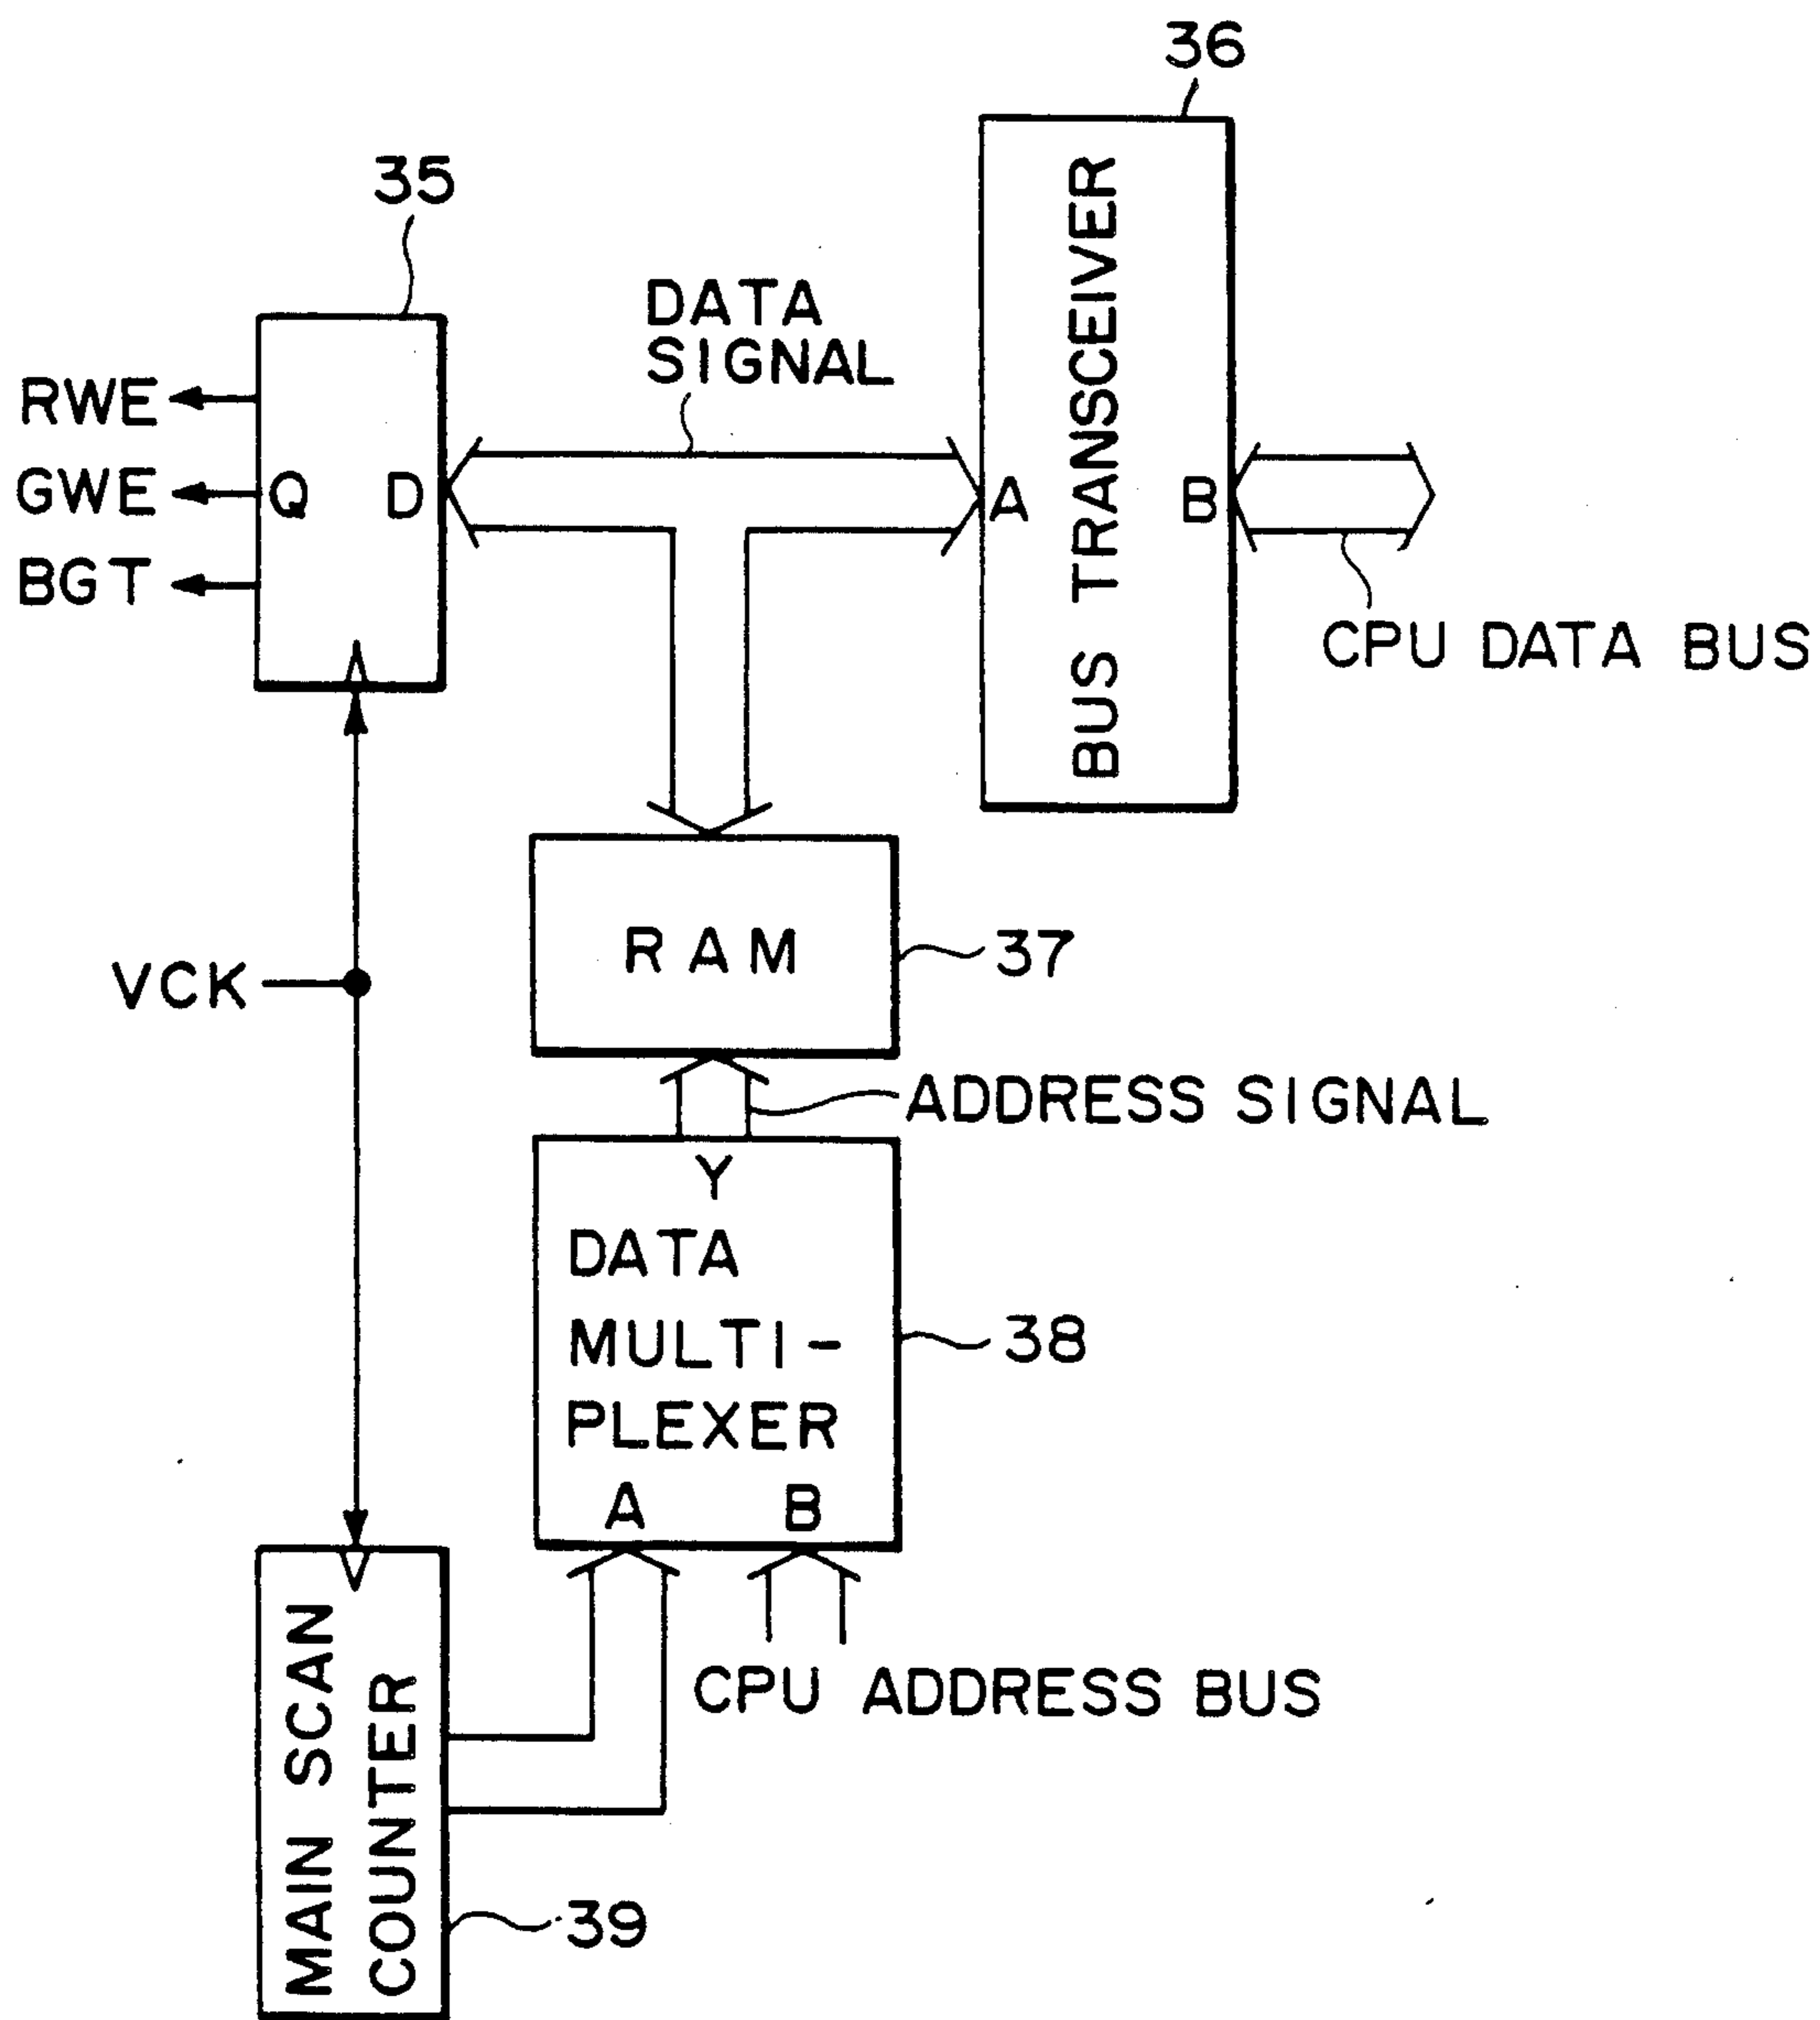 36
35
DATA
SIGNAL
BUS TRANSCEIVER
RWE
GWE
BGT
Q
D
A
B
CPU DATA BUS
RAM
37
VCK
ADDRESS SIGNAL
Y
DATA
MULTI-
PLEXER
38
A
B
CPU ADDRESS BUS
MAIN SCAN
COUNTER
39